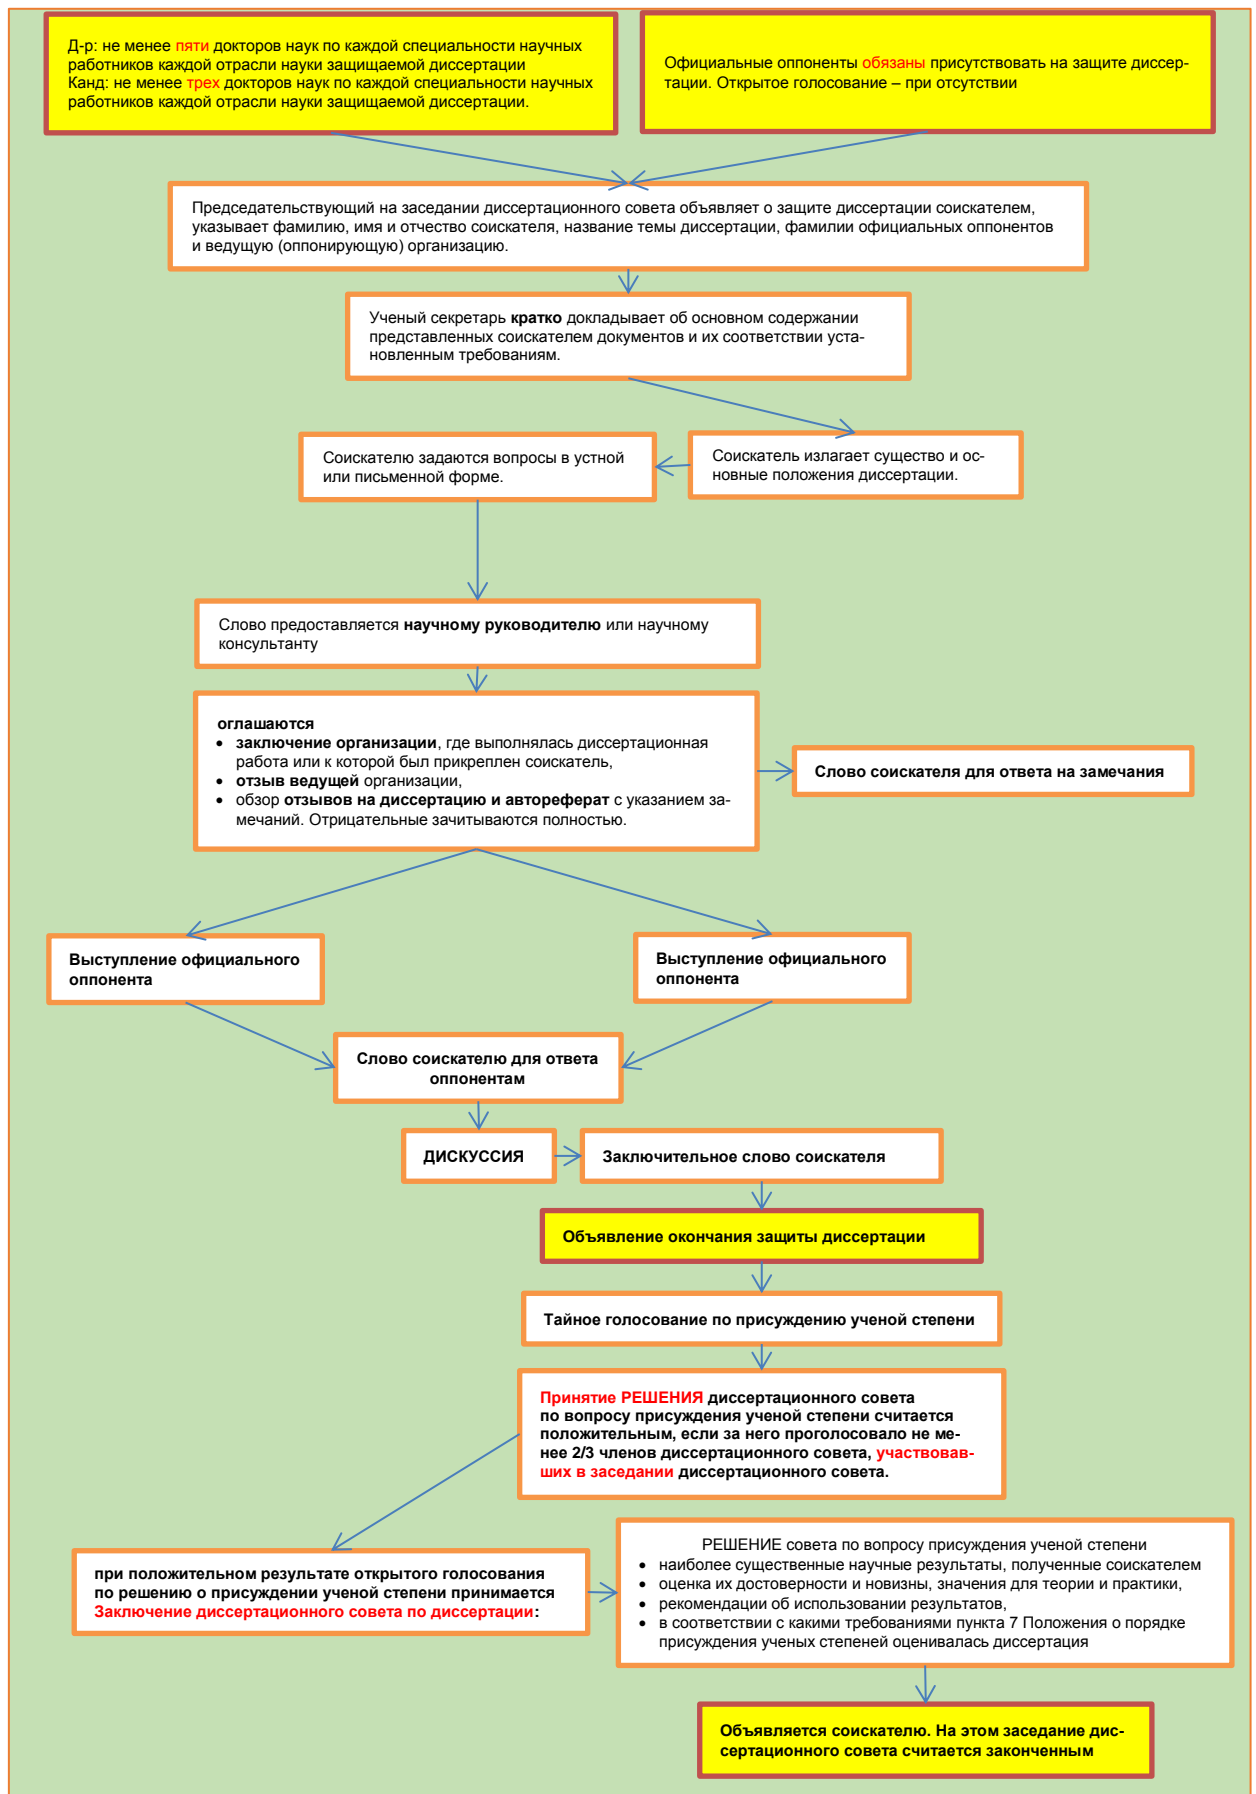 Д-р: не менее пяти докторов наук по каждой специальности научных
работников каждой отрасли науки защищаемой диссертации
Канд: не менее трех докторов наук по каждой специальности научных
работников каждой отрасли науки защищаемой диссертации.
Официальные оппоненты обязаны присутствовать на защите диссер-
тации. Открытое голосование – при отсутствии
Председательствующий на заседании диссертационного совета объявляет о защите диссертации соискателем,
указывает фамилию, имя и отчество соискателя, название темы диссертации, фамилии официальных оппонентов
и ведущую (оппонирующую) организацию.
Ученый секретарь кратко докладывает об основном содержании
представленных соискателем документов и их соответствии уста-
новленным требованиям.
Соискатель излагает существо и ос-
новные положения диссертации.
Соискателю задаются вопросы в устной
или письменной форме.
Слово предоставляется научному руководителю или научному
консультанту
оглашаются
• заключение организации, где выполнялась диссертационная
работа или к которой был прикреплен соискатель,
• отзыв ведущей организации,
• обзор отзывов на диссертацию и автореферат с указанием за-
мечаний. Отрицательные зачитываются полностью.
Слово соискателя для ответа на замечания
Выступление официального
оппонента
Выступление официального
оппонента
Слово соискателю для ответа
оппонентам
ДИСКУССИЯ
Заключительное слово соискателя
Объявление окончания защиты диссертации
Тайное голосование по присуждению ученой степени
Принятие РЕШЕНИЯ диссертационного совета
по вопросу присуждения ученой степени считается
положительным, если за него проголосовало не ме-
нее 2/3 членов диссертационного совета, участвовав-
ших в заседании диссертационного совета.
при положительном результате открытого голосования
по решению о присуждении ученой степени принимается
Заключение диссертационного совета по диссертации:
РЕШЕНИЕ совета по вопросу присуждения ученой степени
• наиболее существенные научные результаты, полученные соискателем
• оценка их достоверности и новизны, значения для теории и практики,
• рекомендации об использовании результатов,
• в соответствии с какими требованиями пункта 7 Положения о порядке
присуждения ученых степеней оценивалась диссертация
Объявляется соискателю. На этом заседание дис-
сертационного совета считается законченным